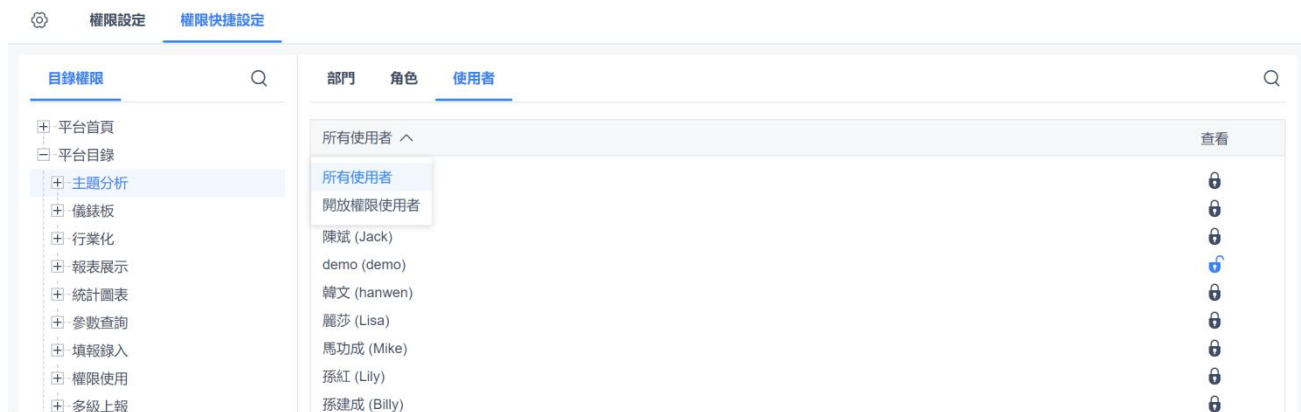 權限設定 權限快捷設定
目錄權限
部門 角色 使用者
平台首頁
平台目錄
主題分析
儀錶板
行業化
報表展示
統計圖表
參數查詢
填報錄入
權限使用
多級上報
所有使用者 查看
所有使用者
開放權限使用者
陳斌 (Jack)
demo (demo)
韓文 (hanwen)
麗莎 (Lisa)
馬功成 (Mike)
孫紅 (Lily)
孫建成 (Billy)